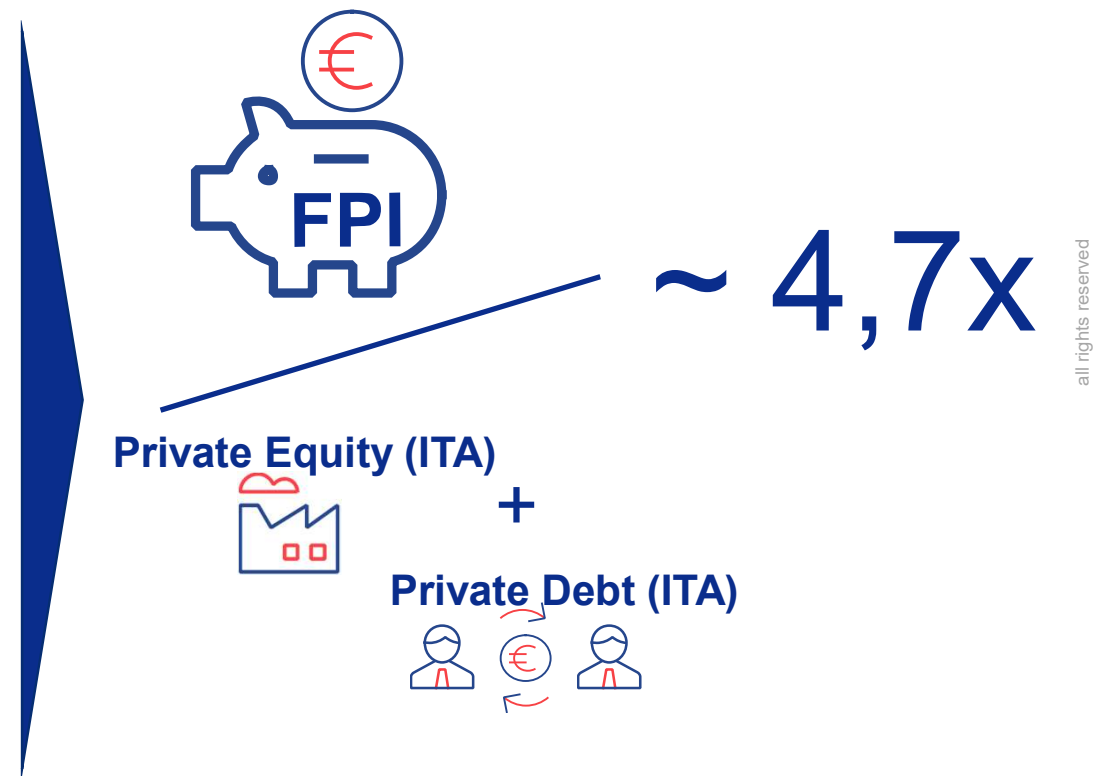 €
FPI
~ 4,7x
Private Equity (ITA)
+
Private Debt (ITA)
€
all rights reserved